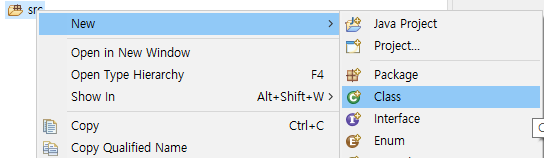 src
New
Open in New Window
Open Type Hierarchy F4
Show In Alt+Shift+W
Copy Ctrl+C
Copy Qualified Name
Java Project
Project...
Package
Class
Interface
Enum